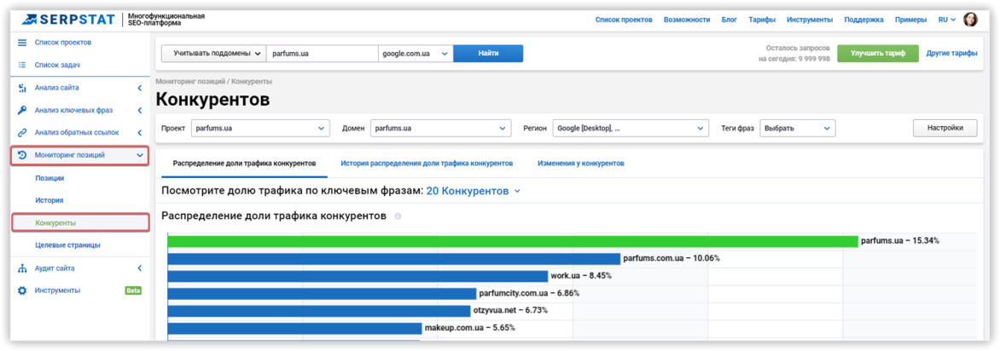 SERPSTAT
Многофункциональная
SEO-платформа
Список проектов Возможности Блог Тарифы Инструменты Поддержка Примеры RU
Список проектов
Список задач
Анализ сайта
Анализ ключевых фраз
Анализ обратных ссылок
Мониторинг позиций
Позиции
История
Конкуренты
Целевые страницы
Аудит сайта
Инструменты Beta
Учитывать поддомены parfums.ua google.com.ua Найти
Осталось запросов
на сегодня: 9 999 998
Улучшить тариф Другие тарифы
Мониторинг позиций / Конкуренты
Конкурентов
Проект parfums.ua Домен parfums.ua Регион Google [Desktop], ... Теги фраз Выбрать Настройки
Распределение доли трафика конкурентов История распределения доли трафика конкурентов Изменения у конкурентов
Посмотрите долю трафика по ключевым фразам: 20 Конкурентов
Распределение доли трафика конкурентов i
parfums.ua – 15.34%
parfums.com.ua – 10.06%
work.ua – 8.45%
parfumcity.com.ua – 6.86%
otzyvua.net – 6.73%
makeup.com.ua – 5.65%